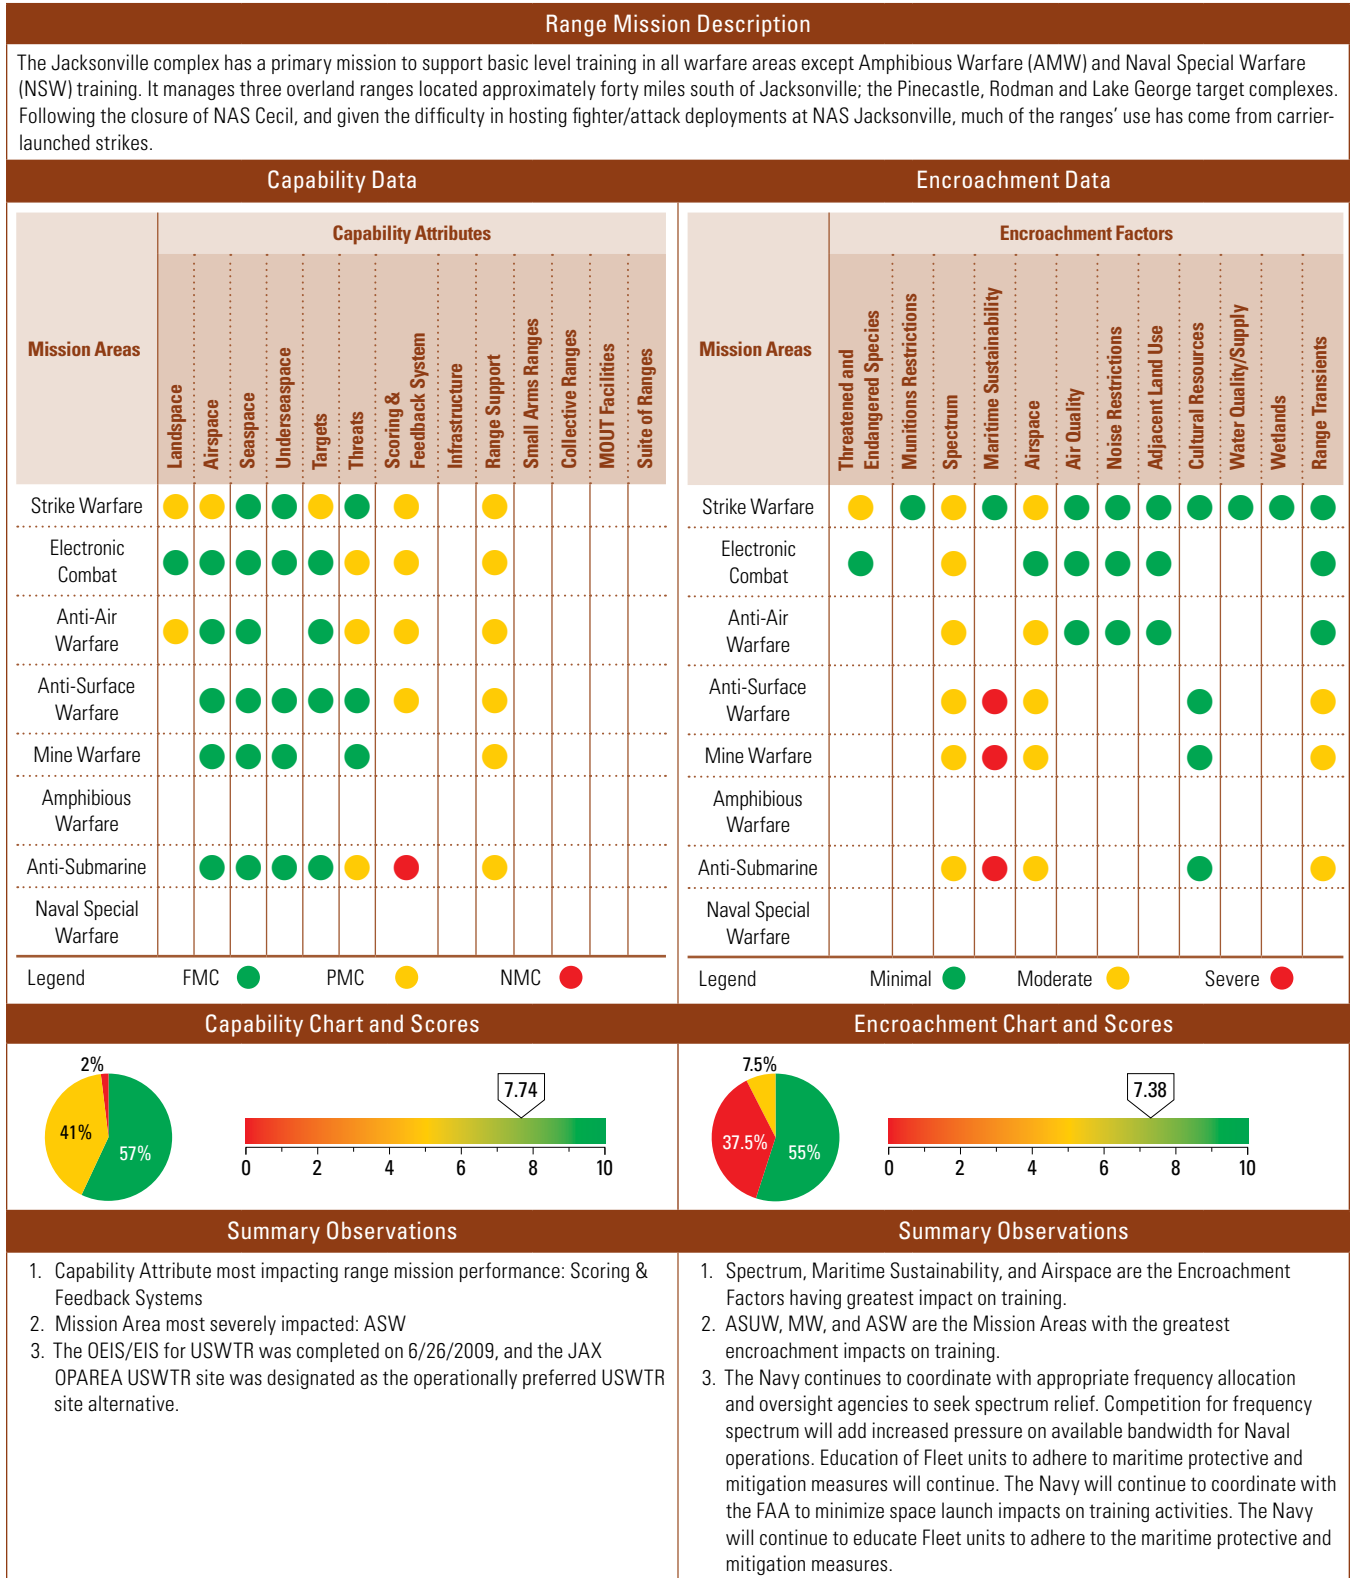 Range Mission Description
The Jacksonville complex has a primary mission to support basic level training in all warfare areas except Amphibious Warfare (AMW) and Naval Special Warfare
(NSW) training. It manages three overland ranges located approximately forty miles south of Jacksonville; the Pinecastle, Rodman and Lake George target complexes.
Following the closure of NAS Cecil, and given the difficulty in hosting fighter/attack deployments at NAS Jacksonville, much of the ranges’ use has come from carrier-
launched strikes.
Capability Data
Mission Areas
Capability Attributes
Landspace
Airspace
Seaspace
Underseaspace
Targets
Threats
Scoring &
Feedback System
Infrastructure
Range Support
Small Arms Ranges
Collective Ranges
MOUT Facilities
Suite of Ranges
Strike Warfare
Electronic
Combat
Anti-Air
Warfare
Anti-Surface
Warfare
Mine Warfare
Amphibious
Warfare
Anti-Submarine
Naval Special
Warfare
Legend FMC PMC NMC
Encroachment Data
Mission Areas
Encroachment Factors
Threatened and
Endangered Species
Munitions Restrictions
Spectrum
Maritime Sustainability
Airspace
Air Quality
Noise Restrictions
Adjacent Land Use
Cultural Resources
Water Quality/Supply
Wetlands
Range Transients
Strike Warfare
Electronic
Combat
Anti-Air
Warfare
Anti-Surface
Warfare
Mine Warfare
Amphibious
Warfare
Anti-Submarine
Naval Special
Warfare
Legend Minimal Moderate Severe
Capability Chart and Scores
2%
41%
57%
7.74
0 2 4 6 8 10
Encroachment Chart and Scores
7.5%
37.5%
55%
7.38
0 2 4 6 8 10
Summary Observations
1. Capability Attribute most impacting range mission performance: Scoring &
Feedback Systems
2. Mission Area most severely impacted: ASW
3. The OEIS/EIS for USWTR was completed on 6/26/2009, and the JAX
OPAREA USWTR site was designated as the operationally preferred USWTR
site alternative.
Summary Observations
1. Spectrum, Maritime Sustainability, and Airspace are the Encroachment
Factors having greatest impact on training.
2. ASUW, MW, and ASW are the Mission Areas with the greatest
encroachment impacts on training.
3. The Navy continues to coordinate with appropriate frequency allocation
and oversight agencies to seek spectrum relief. Competition for frequency
spectrum will add increased pressure on available bandwidth for Naval
operations. Education of Fleet units to adhere to maritime protective and
mitigation measures will continue. The Navy will continue to coordinate with
the FAA to minimize space launch impacts on training activities. The Navy
will continue to educate Fleet units to adhere to the maritime protective and
mitigation measures.